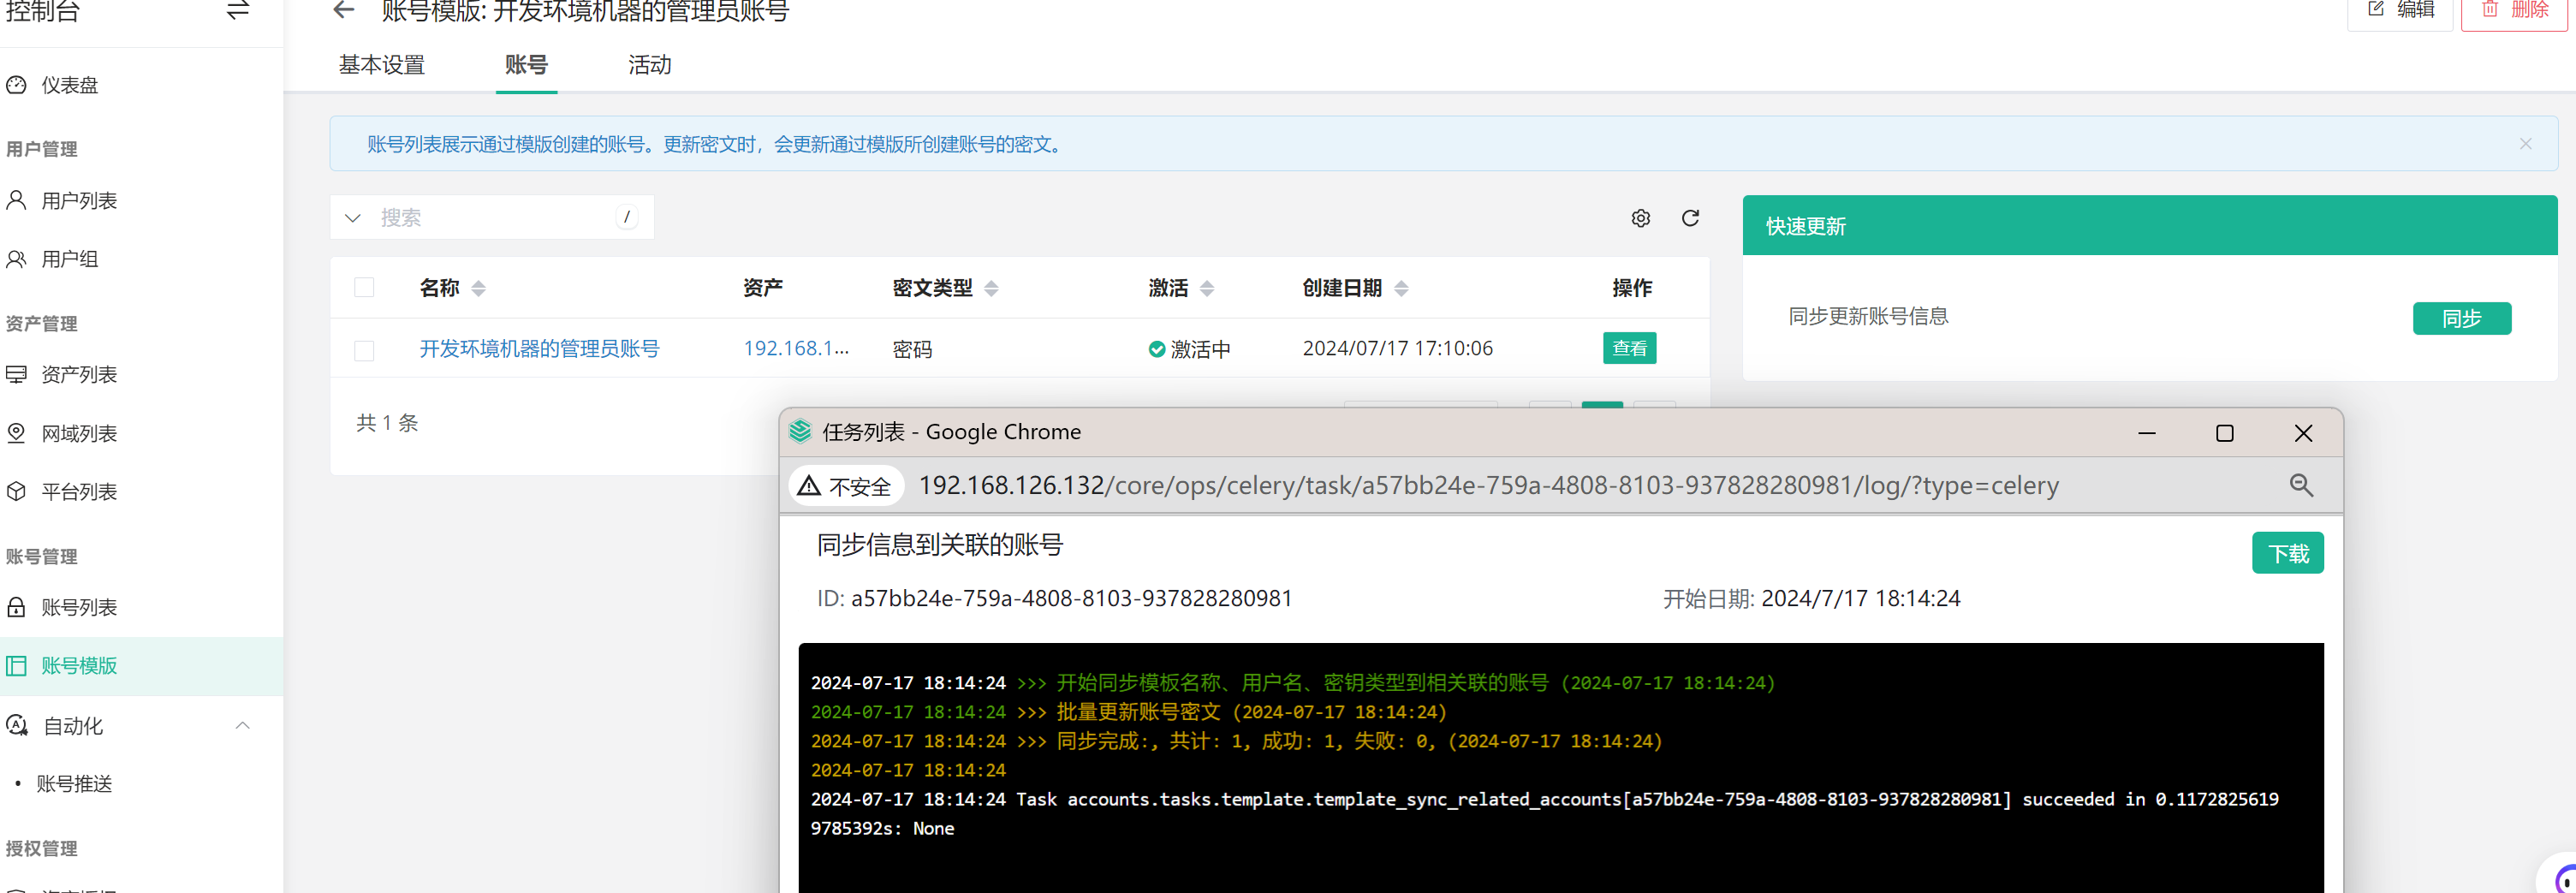 控制台
账号模版: 开发环境机器的管理员账号
编辑
删除
基本设置
账号
活动
仪表盘
用户管理
用户列表
用户组
资产管理
资产列表
网域列表
平台列表
账号管理
账号列表
账号模版
自动化
账号推送
授权管理
账号列表展示通过模版创建的账号。更新密文时，会更新通过模版所创建账号的密文。
搜索
/
名称 资产 密文类型 激活 创建日期 操作
开发环境机器的管理员账号 192.168.1... 密码 激活中 2024/07/17 17:10:06 查看
共 1 条
快速更新
同步更新账号信息
同步
任务列表 - Google Chrome
不安全 192.168.126.132/core/ops/celery/task/a57bb24e-759a-4808-8103-937828280981/log/?type=celery
同步信息到关联的账号
下载
ID: a57bb24e-759a-4808-8103-937828280981
开始日期: 2024/7/17 18:14:24
2024-07-17 18:14:24 >>> 开始同步模板名称、用户名、密钥类型到相关联的账号 (2024-07-17 18:14:24)
2024-07-17 18:14:24 >>> 批量更新账号密文 (2024-07-17 18:14:24)
2024-07-17 18:14:24 >>> 同步完成:, 共计: 1, 成功: 1, 失败: 0, (2024-07-17 18:14:24)
2024-07-17 18:14:24
2024-07-17 18:14:24 Task accounts.tasks.template.template_sync_related_accounts[a57bb24e-759a-4808-8103-937828280981] succeeded in 0.1172825619
9785392s: None